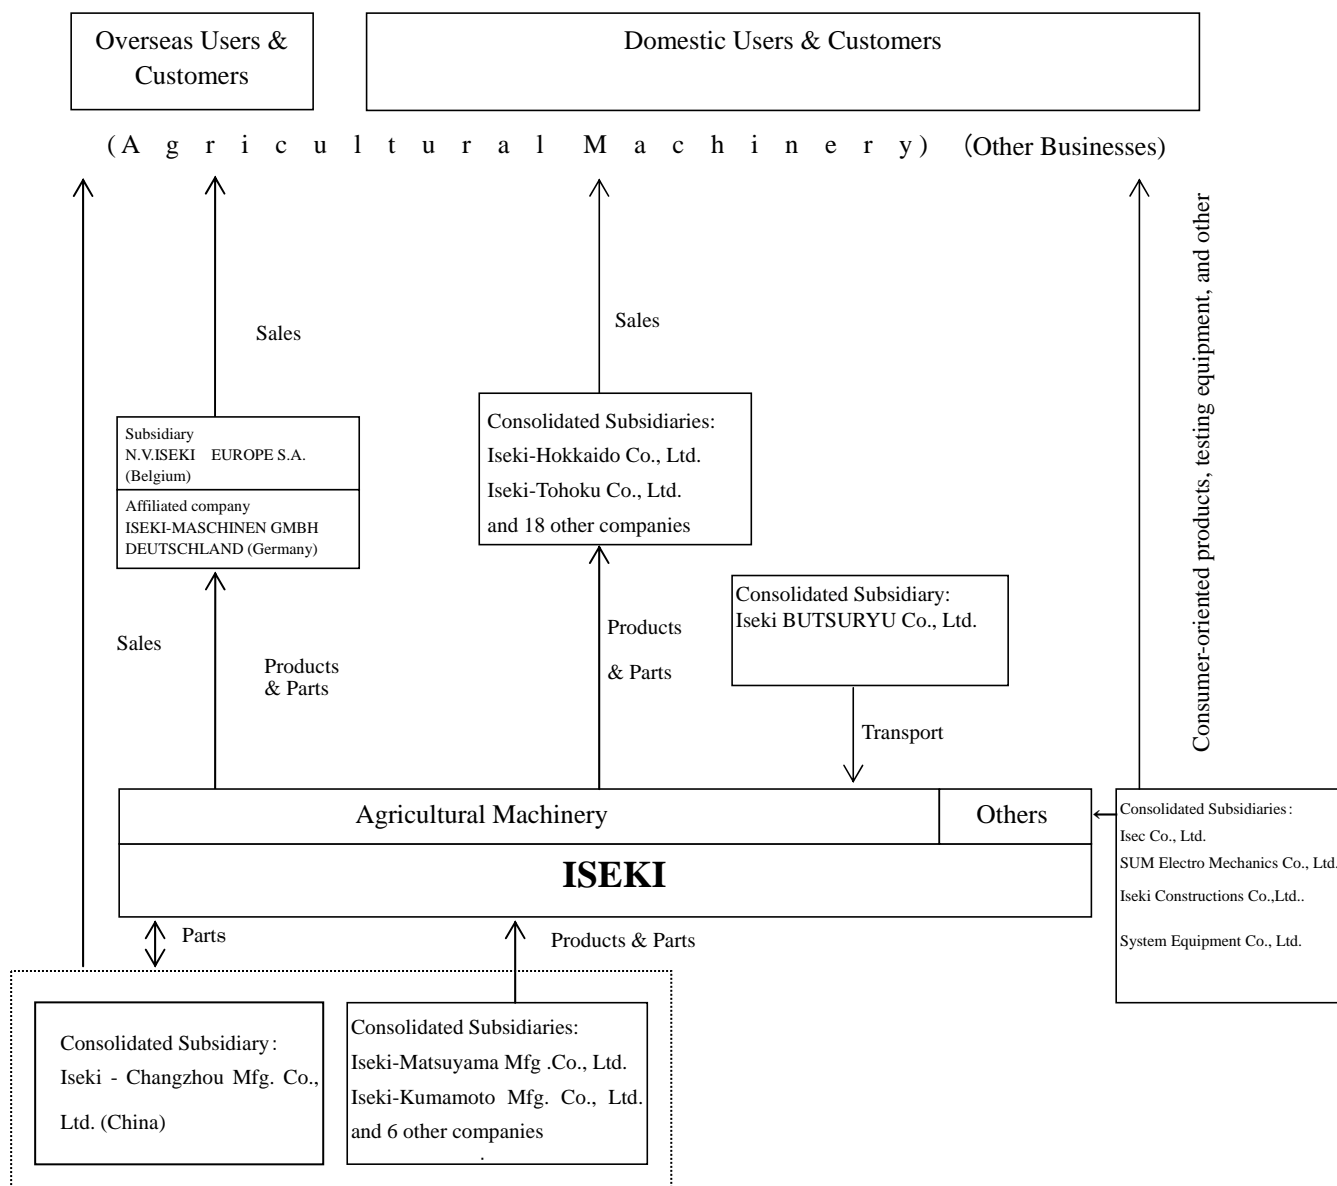 Overseas Users &
Customers
Domestic Users & Customers
(Agricultural Machinery) (Other Businesses)
Consumer-oriented products, testing equipment, and other
Sales
Sales
Subsidiary
N.V.ISEKI EUROPE S.A.
(Belgium)
Affiliated company
ISEKI-MASCHINEN GMBH
DEUTSCHLAND (Germany)
Consolidated Subsidiaries:
Iseki-Hokkaido Co., Ltd.
Iseki-Tohoku Co., Ltd.
and 18 other companies
Consolidated Subsidiary:
Iseki BUTSURYU Co., Ltd.
Sales
Products
& Parts
Products
& Parts
Transport
Agricultural Machinery
Others
ISEKI
Consolidated Subsidiaries:
Isec Co., Ltd.
SUM Electro Mechanics Co., Ltd.
Iseki Constructions Co.,Ltd..
System Equipment Co., Ltd.
Parts
Products & Parts
Consolidated Subsidiary:
Iseki - Changzhou Mfg. Co.,
Ltd. (China)
Consolidated Subsidiaries:
Iseki-Matsuyama Mfg .Co., Ltd.
Iseki-Kumamoto Mfg. Co., Ltd.
and 6 other companies
.